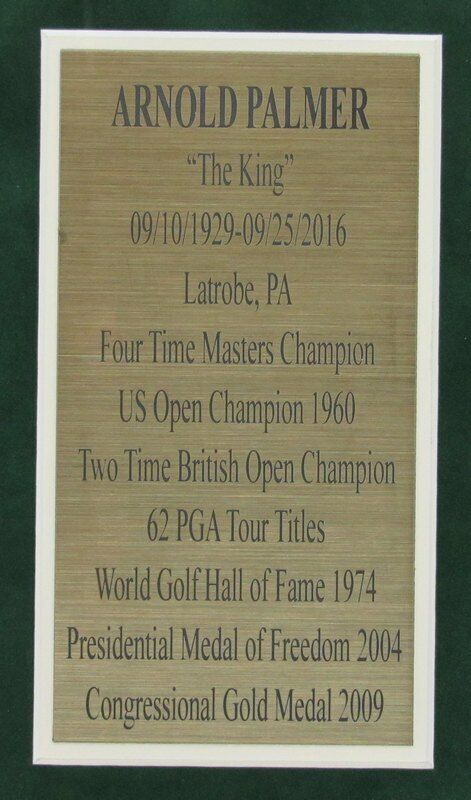 ARNOLD PALMER
“The King”
09/10/1929-09/25/2016
Latrobe, PA
Four Time Masters Champion
US Open Champion 1960
Two Time British Open Champion
62 PGA Tour Titles
World Golf Hall of Fame 1974
Presidential Medal of Freedom 2004
Congressional Gold Medal 2009